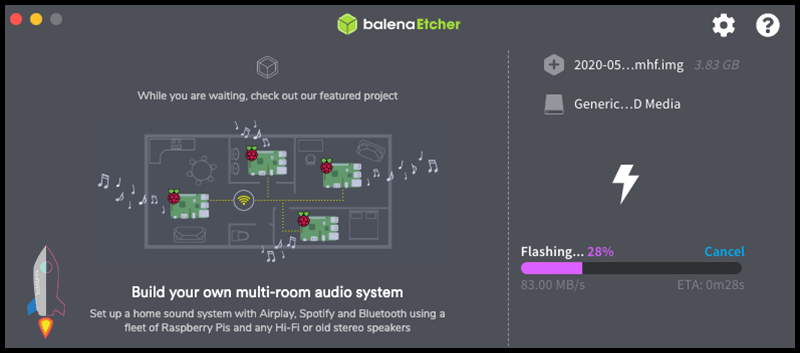 balenaEtcher
While you are waiting, check out our featured project
Build your own multi-room audio system
Set up a home sound system with Airplay, Spotify and Bluetooth using a
fleet of Raspberry Pis and any Hi-Fi or old stereo speakers
2020-05...mhf.img 3.83 GB
Generic...D Media
Flashing... 28% Cancel
83.00 MB/s ETA: 0m28s